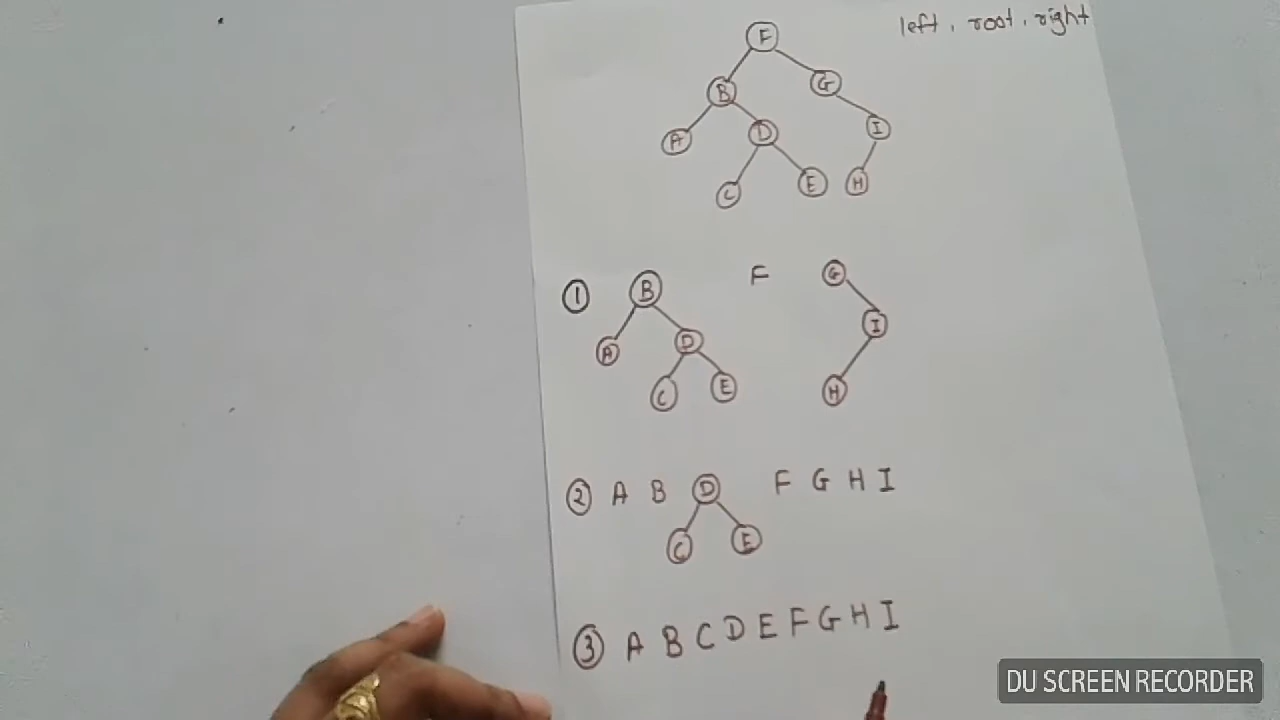 left, root, right
F
B G
A D I
C E H
① B F G
A D I
C E H
② A B D F G H I
C E
③ A B C D E F G H I
DU SCREEN RECORDER